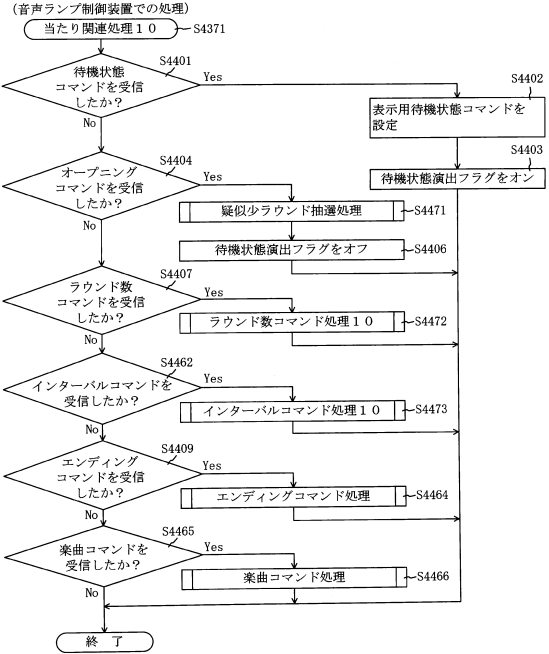 (音声ランプ制御装置での処理)
当たり関連処理10
S4371
S4401
待機状態
コマンドを受信
したか?
Yes
No
S4402
表示用待機状態コマンドを
設定
S4403
待機状態演出フラグをオン
S4404
オープニング
コマンドを受信
したか?
Yes
No
疑似少ラウンド抽選処理
S4471
待機状態演出フラグをオフ
S4406
S4407
ラウンド数
コマンドを受信
したか?
Yes
No
ラウンド数コマンド処理10
S4472
S4462
インターバルコマンドを
受信したか?
Yes
No
インターバルコマンド処理10
S4473
S4409
エンディング
コマンドを受信
したか?
Yes
No
エンディングコマンド処理
S4464
S4465
楽曲コマンドを
受信したか?
Yes
No
楽曲コマンド処理
S4466
終了